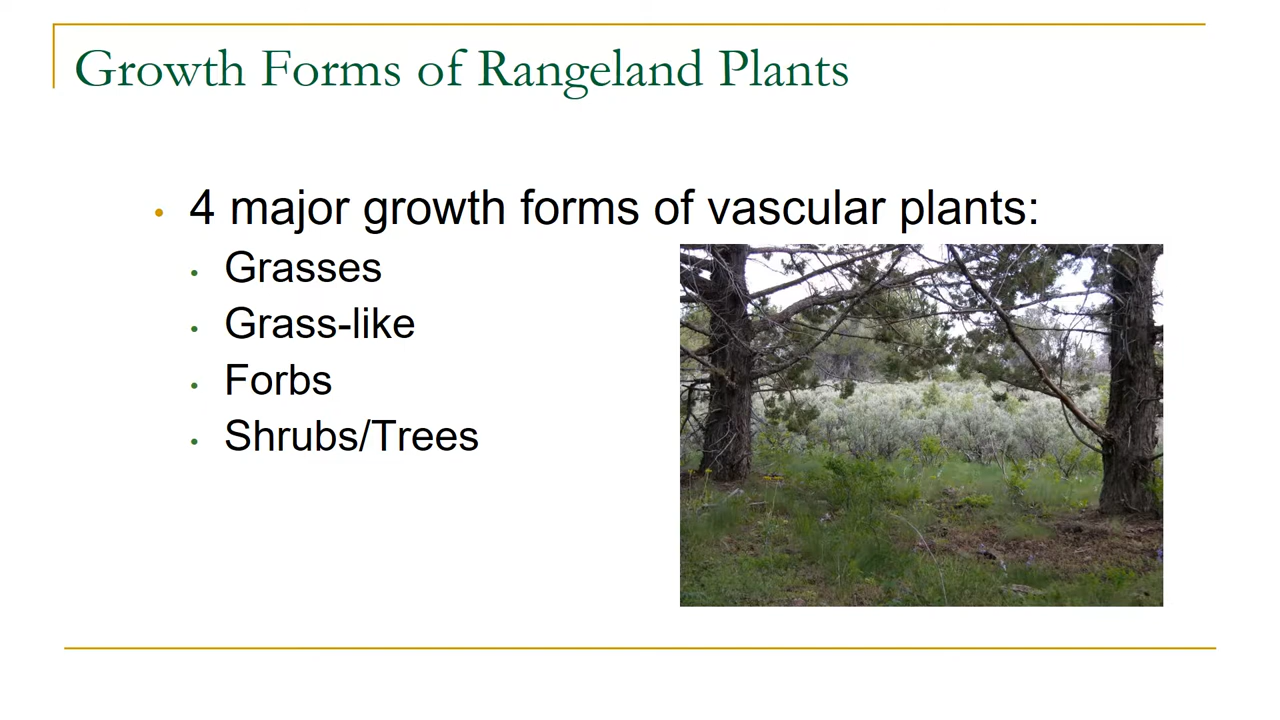 Growth Forms of Rangeland Plants
• 4 major growth forms of vascular plants:
• Grasses
• Grass-like
• Forbs
• Shrubs/Trees